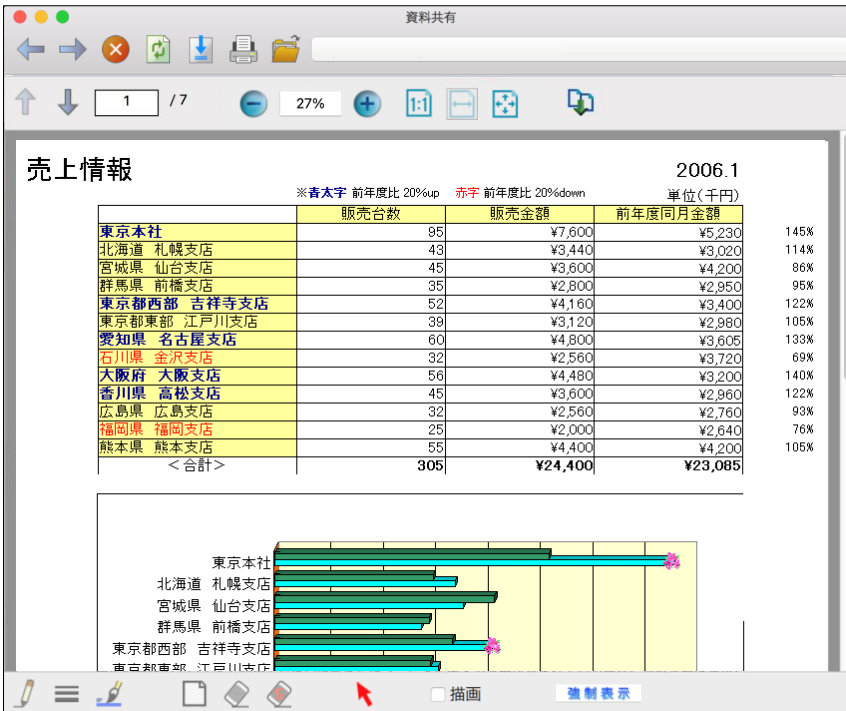 資料共有
1 / 7 27% 1:1
売上情報 2006.1
※青太字 前年度比 20%up 赤字 前年度比 20%down 単位(千円)
販売台数 販売金額 前年度同月金額
東京本社 95 ¥7,600 ¥5,230 145%
北海道 札幌支店 43 ¥3,440 ¥3,020 114%
宮城県 仙台支店 45 ¥3,600 ¥4,200 86%
群馬県 前橋支店 35 ¥2,800 ¥2,950 95%
東京都西部 吉祥寺支店 52 ¥4,160 ¥3,400 122%
東京都東部 江戸川支店 39 ¥3,120 ¥2,980 105%
愛知県 名古屋支店 60 ¥4,800 ¥3,605 133%
石川県 金沢支店 32 ¥2,560 ¥3,720 69%
大阪府 大阪支店 56 ¥4,480 ¥3,200 140%
香川県 高松支店 45 ¥3,600 ¥2,960 122%
広島県 広島支店 32 ¥2,560 ¥2,760 93%
福岡県 福岡支店 25 ¥2,000 ¥2,640 76%
熊本県 熊本支店 55 ¥4,400 ¥4,200 105%
＜合計＞ 305 ¥24,400 ¥23,085
東京本社
北海道 札幌支店
宮城県 仙台支店
群馬県 前橋支店
東京都西部 吉祥寺支店
東京都東部 江戸川支店
描画 強制表示